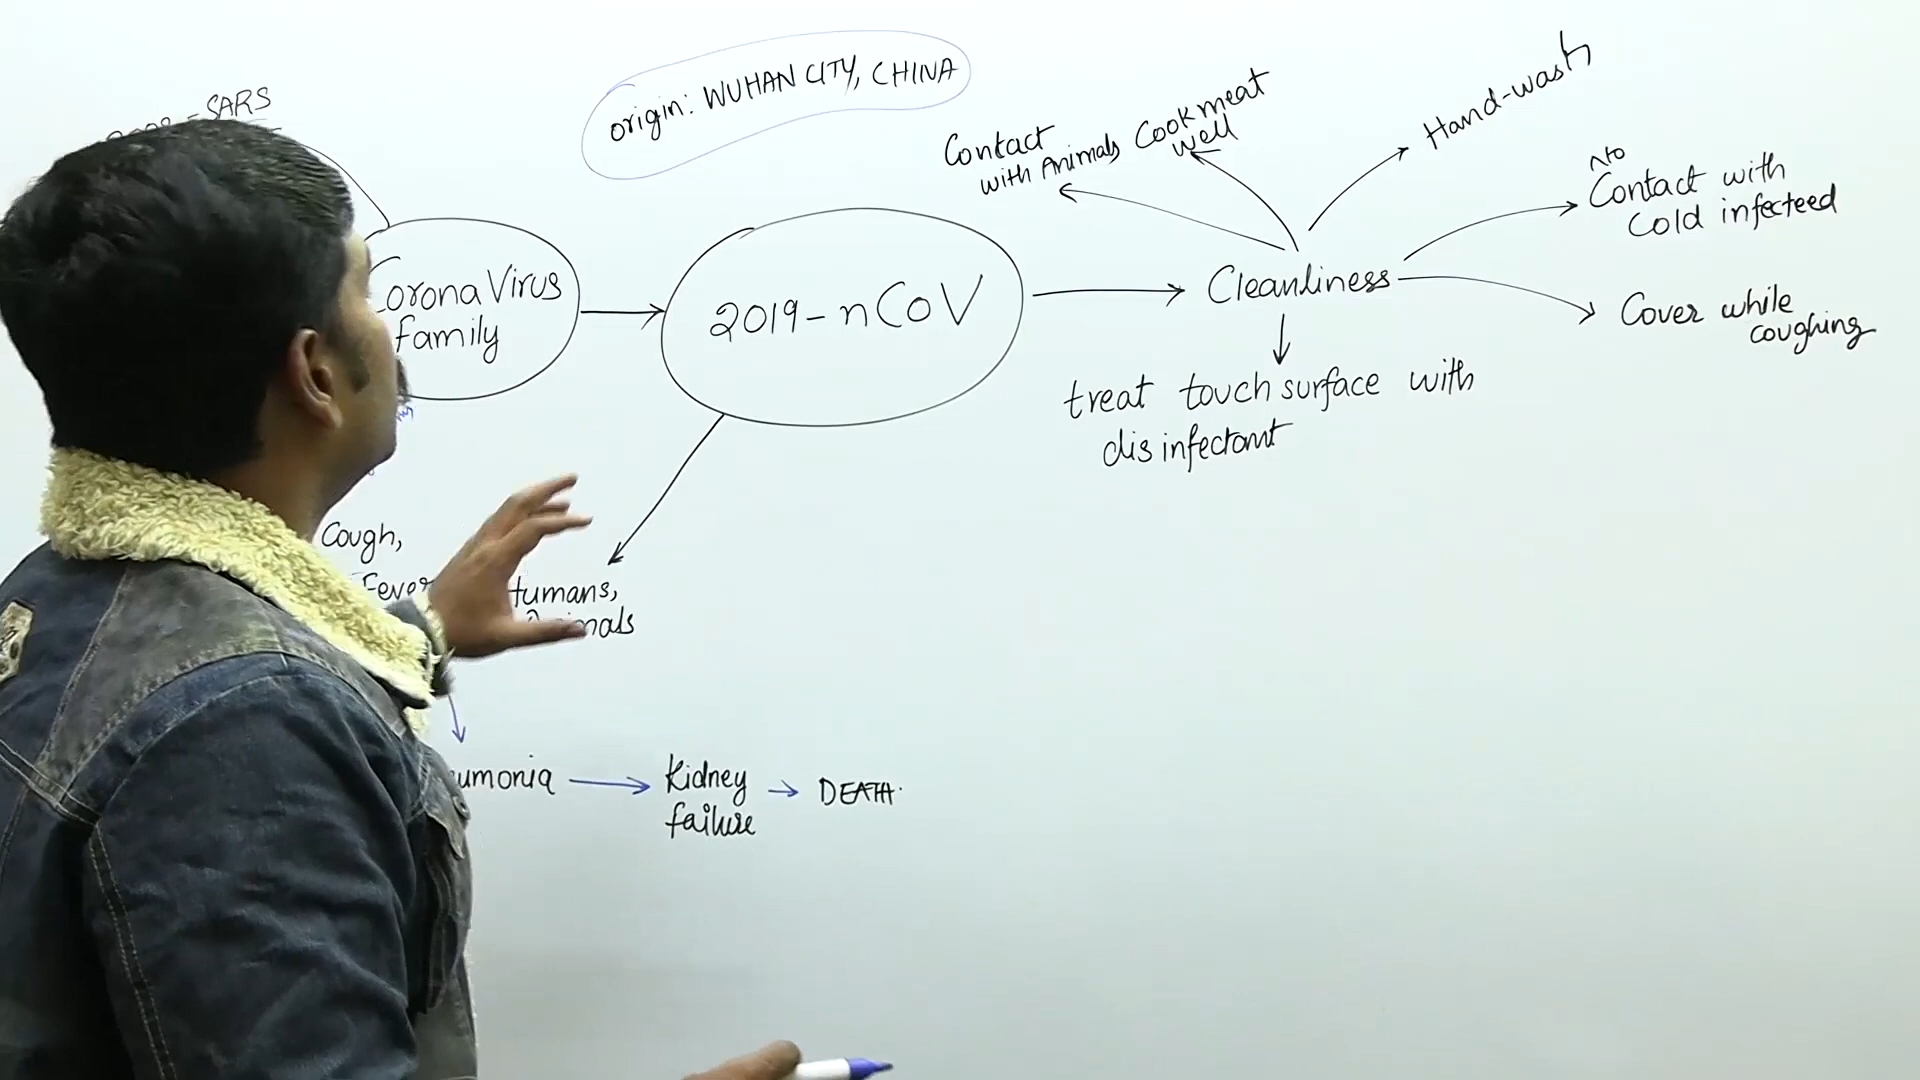 SARS
origin: WUHAN CITY, CHINA
Corona Virus
family
2019-nCoV
Cleanliness
Contact
with Animals
Cook meat
well
Hand-wash
no
Contact with
cold infecteed
Cover while
coughing
treat touch surface with
disinfectant
Cough,
Fever
Humans,
Kidney
failure
DEATH